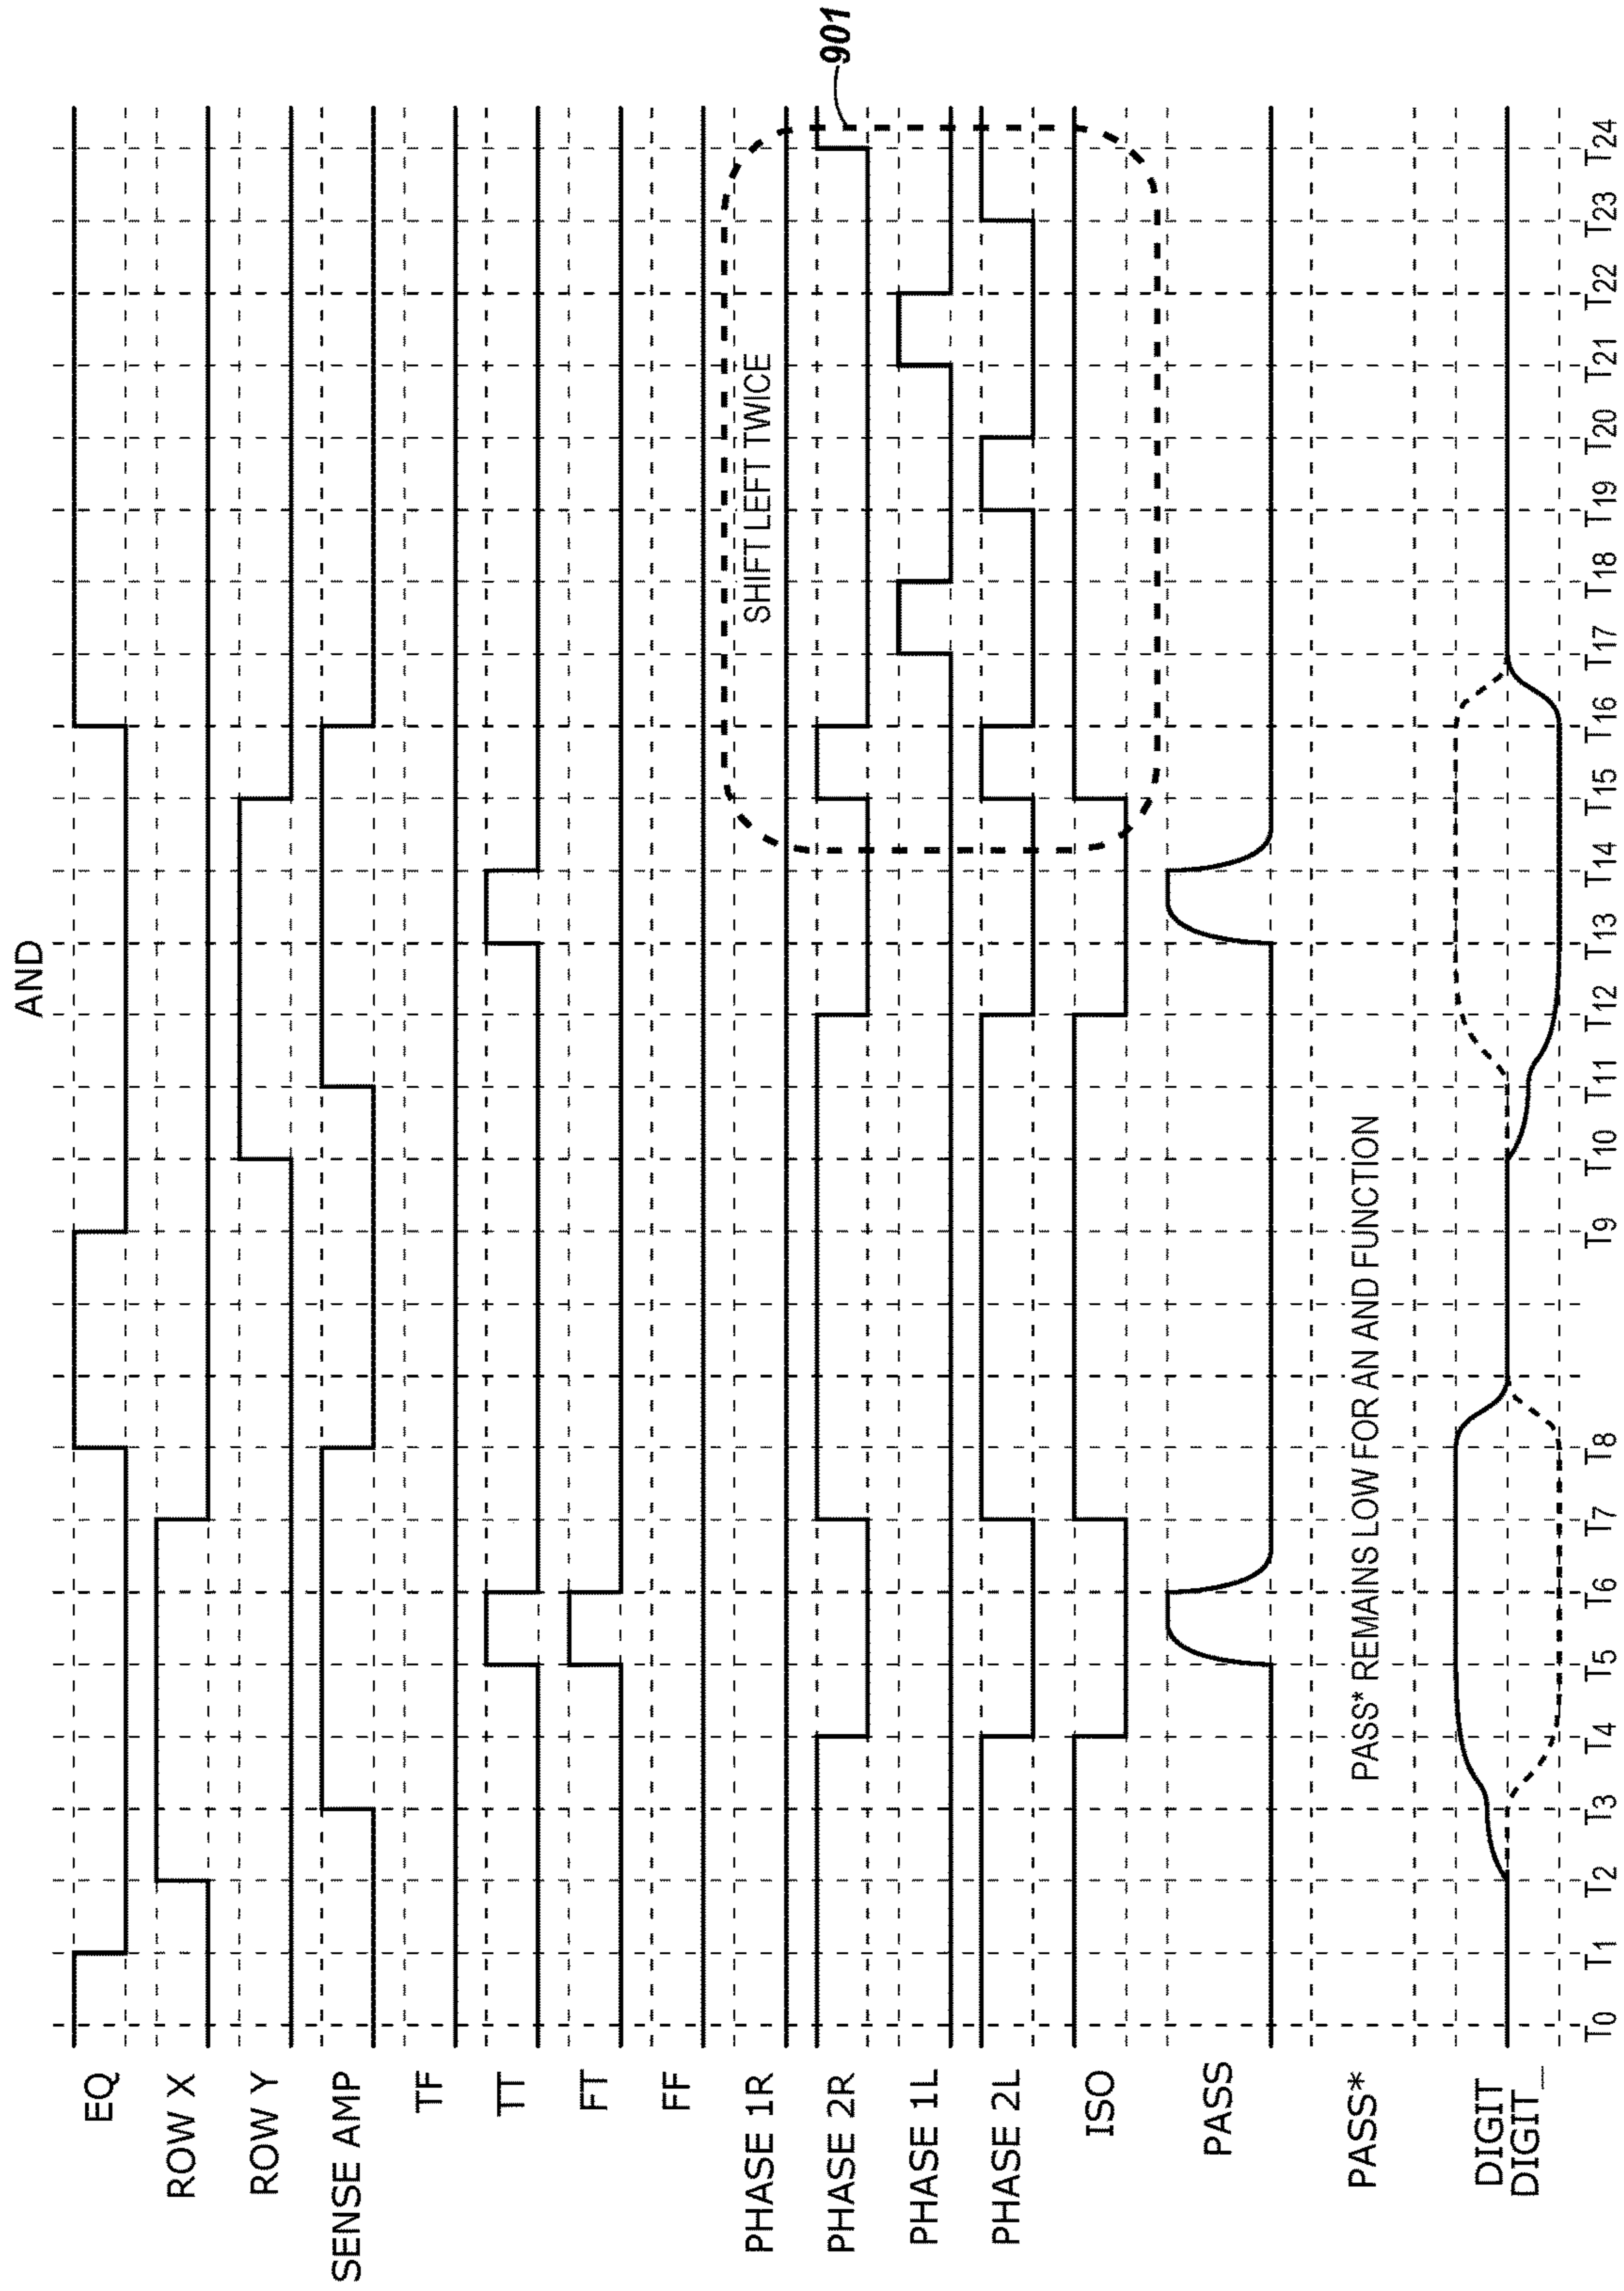 AND
EQ
ROW X
ROW Y
SENSE AMP
TF
TT
FT
FF
PHASE 1R
SHIFT LEFT TWICE
PHASE 2R
901
PHASE 1L
PHASE 2L
ISO
PASS
PASS*
PASS* REMAINS LOW FOR AN AND FUNCTION
DIGIT
DIGIT_
T0 T1 T2 T3 T4 T5 T6 T7 T8 T9 T10 T11 T12 T13 T14 T15 T16 T17 T18 T19 T20 T21 T22 T23 T24